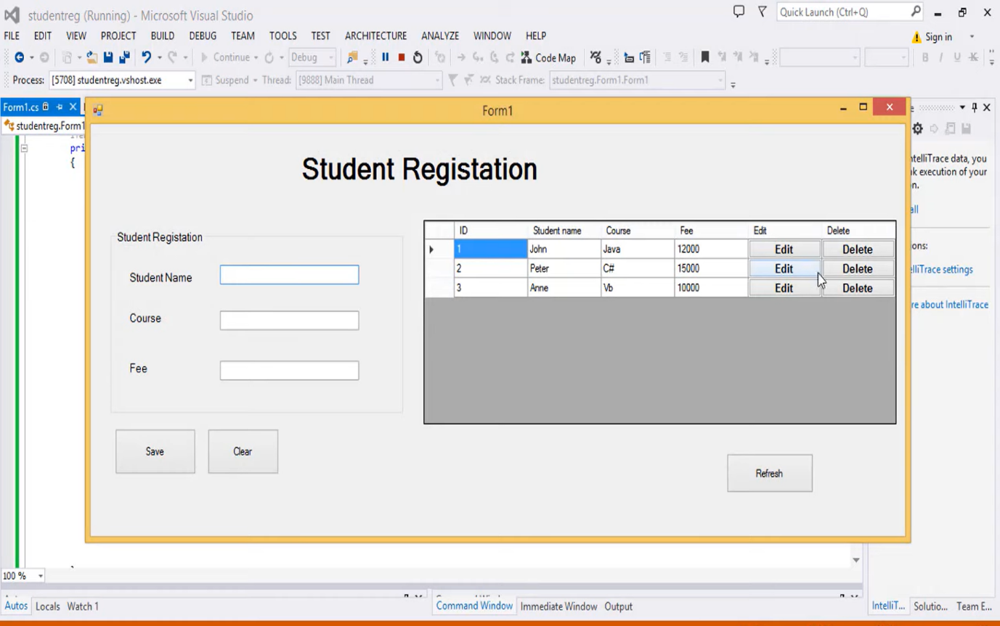 studentreg (Running) - Microsoft Visual Studio
Quick Launch (Ctrl+Q)
FILE EDIT VIEW PROJECT BUILD DEBUG TEAM TOOLS TEST ARCHITECTURE ANALYZE WINDOW HELP
Sign in
Continue Debug Code Map B I U
Process: [5708] studentreg.vshost.exe Suspend Thread: [9888] Main Thread Stack Frame: studentreg.Form1.Form1
Form1.cs
studentreg.Form1
Form1
pri
{
Student Registation
Student Registation
Student Name
Course
Fee
Save Clear
ID Student name Course Fee Edit Delete
1 John Java 12000 Edit Delete
2 Peter C# 15000 Edit Delete
3 Anne Vb 10000 Edit Delete
Refresh
ntelliTrace data, you
k execution of your
n.
all
ons:
elliTrace settings
re about IntelliTrace
100 %
Autos Locals Watch 1
Command Window Immediate Window Output
IntelliT... Solutio... Team E...